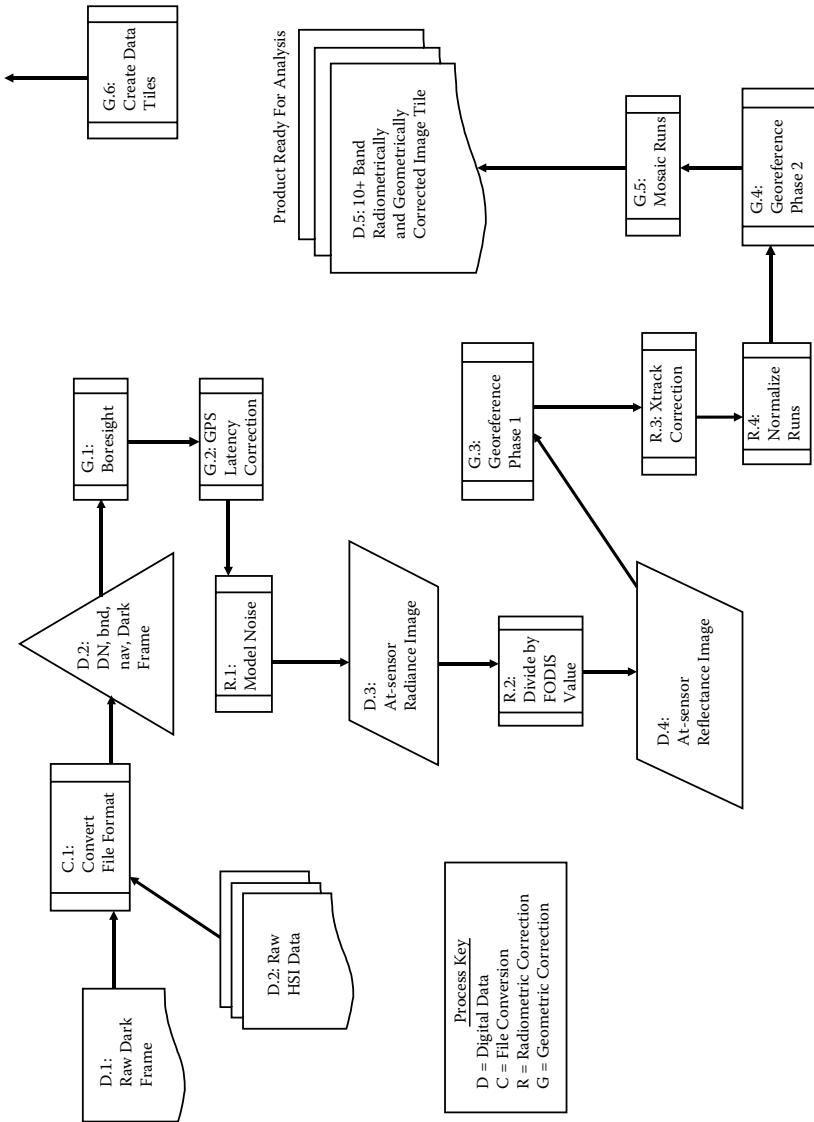 D.1:
Raw Dark
Frame
D.2: Raw
HSI Data
C.1:
Convert
File Format
D.2:
DN, bnd,
nav, Dark
Frame
G.1:
Boresight
G.2: GPS
Latency
Correction
R.1:
Model Noise
D.3:
At-sensor
Radiance Image
R.2:
Divide by
FODIS
Value
D.4:
At-sensor
Reflectance Image
G.3:
Georeference
Phase 1
R.3: Xtrack
Correction
R.4:
Normalize
Runs
G.4:
Georeference
Phase 2
G.5:
Mosaic Runs
Product Ready For Analysis
D.5: 10+ Band
Radiometrically
and Geometrically
Corrected Image Tile
G.6:
Create Data
Tiles
Process Key
D = Digital Data
C = File Conversion
R = Radiometric Correction
G = Geometric Correction